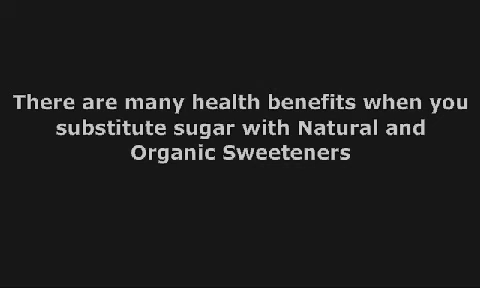 There are many health benefits when you
substitute sugar with Natural and
Organic Sweeteners